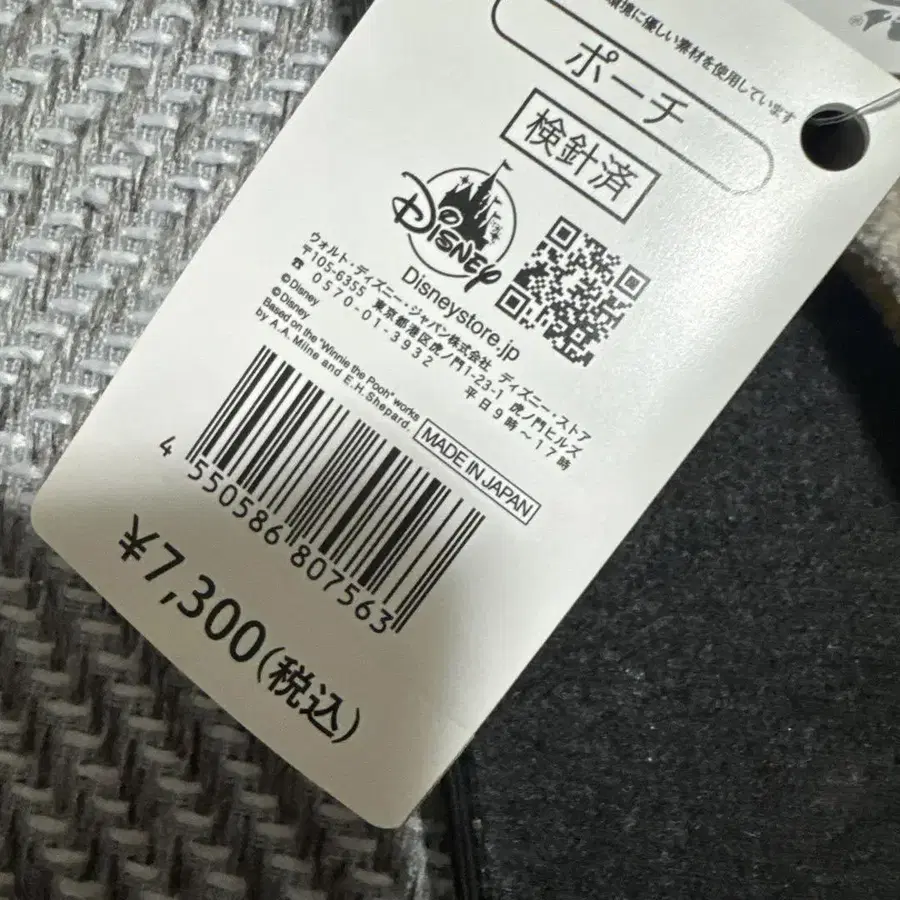 環境に優しい素材を使用しています
ポーチ
検針済
Disney
Disneystore.jp
ウォルト・ディズニー・ジャパン株式会社 ディズニー・ストア
〒105-6355 東京都港区虎ノ門1-23-1 虎ノ門ヒルズ
☎ 0570-01-3932 平日9時~17時
©Disney
©Disney
Based on the "Winnie the Pooh" works
by A.A. Milne and E.H.Shepard.
MADE IN JAPAN
4 550586 807563
¥7,300(税込)